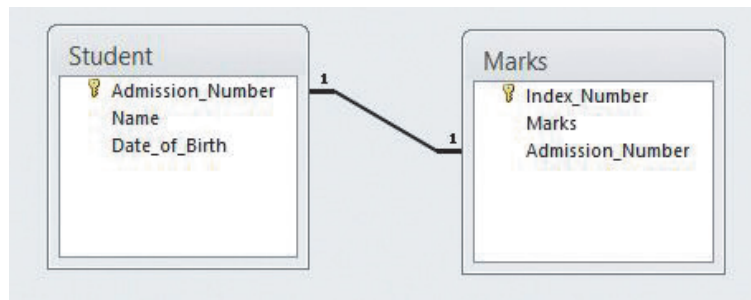 Student
Admission_Number
Name
Date_of_Birth
1
1
Marks
Index_Number
Marks
Admission_Number